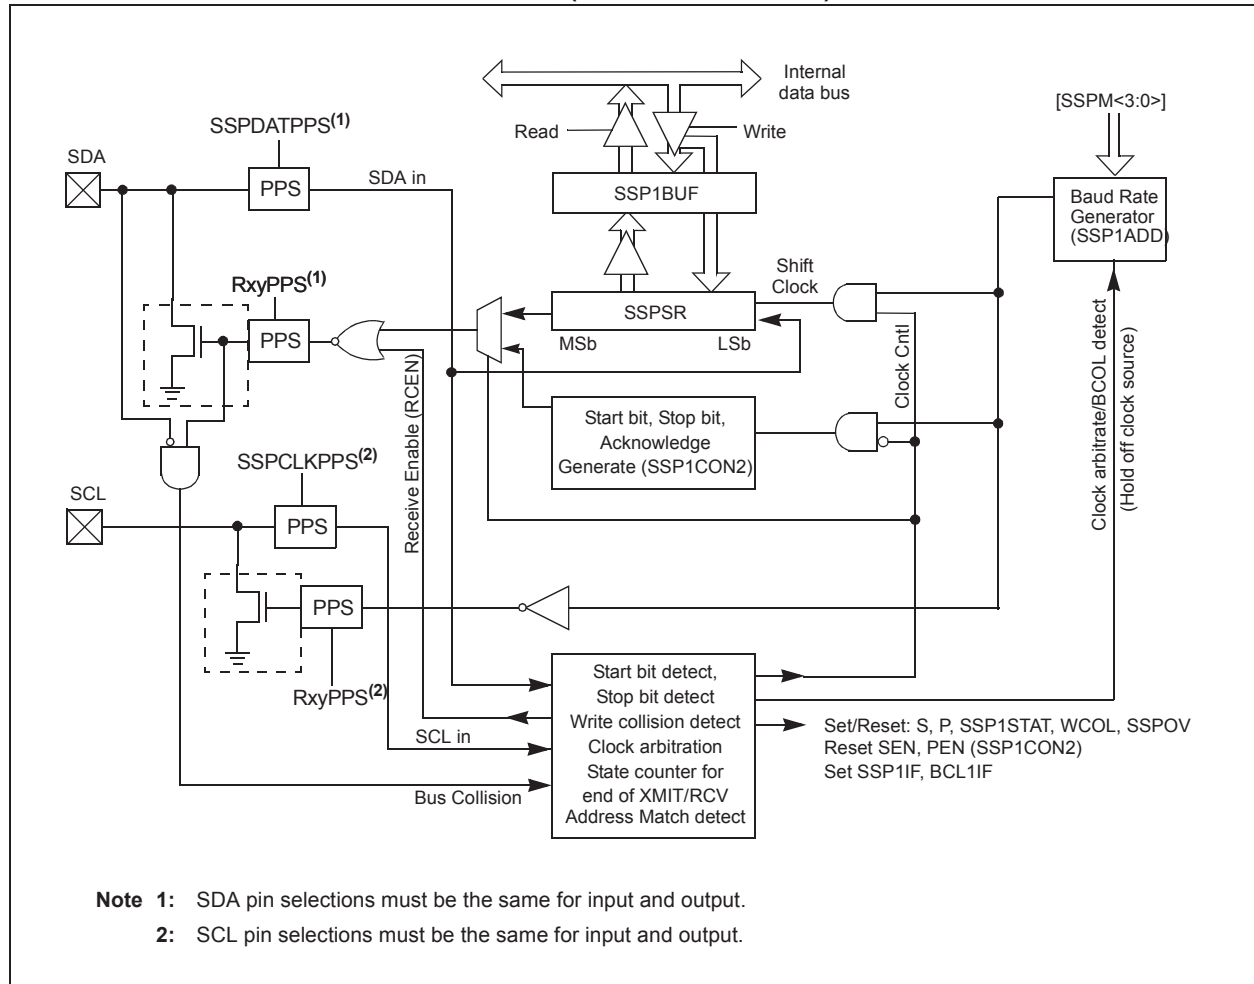 Internal
data bus
[SSPM<3:0>]
Read
Write
SSPDATPPS(1)
SDA
PPS
SDA in
SSP1BUF
Baud Rate
Generator
(SSP1ADD)
RxyPPS(1)
Shift
Clock
PPS
SSPSR
MSb
LSb
Clock Cntl
Receive Enable (RCEN)
Clock arbitrate/BCOL detect
(Hold off clock source)
Start bit, Stop bit,
Acknowledge
Generate (SSP1CON2)
SSPCLKPPS(2)
SCL
PPS
PPS
RxyPPS(2)
SCL in
Bus Collision
Start bit detect,
Stop bit detect
Write collision detect
Clock arbitration
State counter for
end of XMIT/RCV
Address Match detect
Set/Reset: S, P, SSP1STAT, WCOL, SSPOV
Reset SEN, PEN (SSP1CON2)
Set SSP1IF, BCL1IF
Note 1: SDA pin selections must be the same for input and output.
2: SCL pin selections must be the same for input and output.